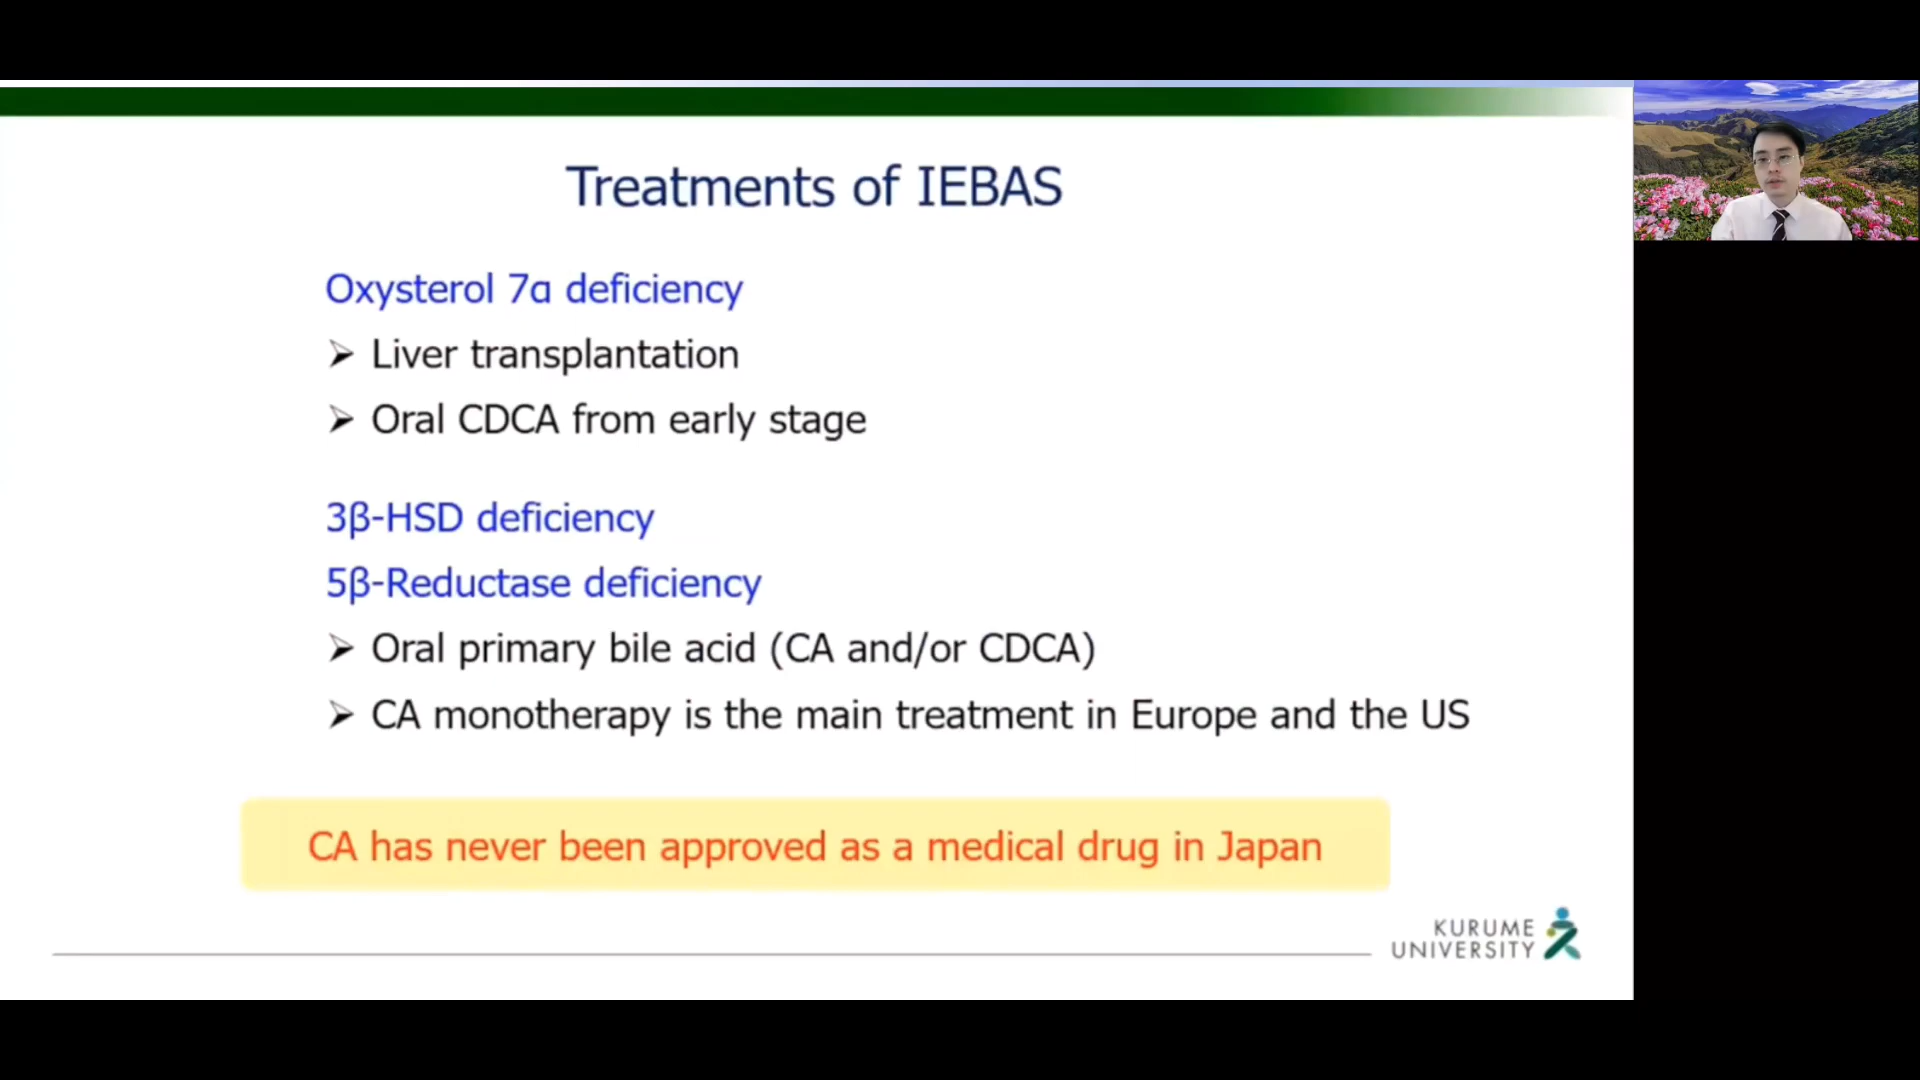 Treatments of IEBAS
Oxysterol 7α deficiency
➢ Liver transplantation
➢ Oral CDCA from early stage
3β-HSD deficiency
5β-Reductase deficiency
➢ Oral primary bile acid (CA and/or CDCA)
➢ CA monotherapy is the main treatment in Europe and the US
CA has never been approved as a medical drug in Japan
KURUME
UNIVERSITY